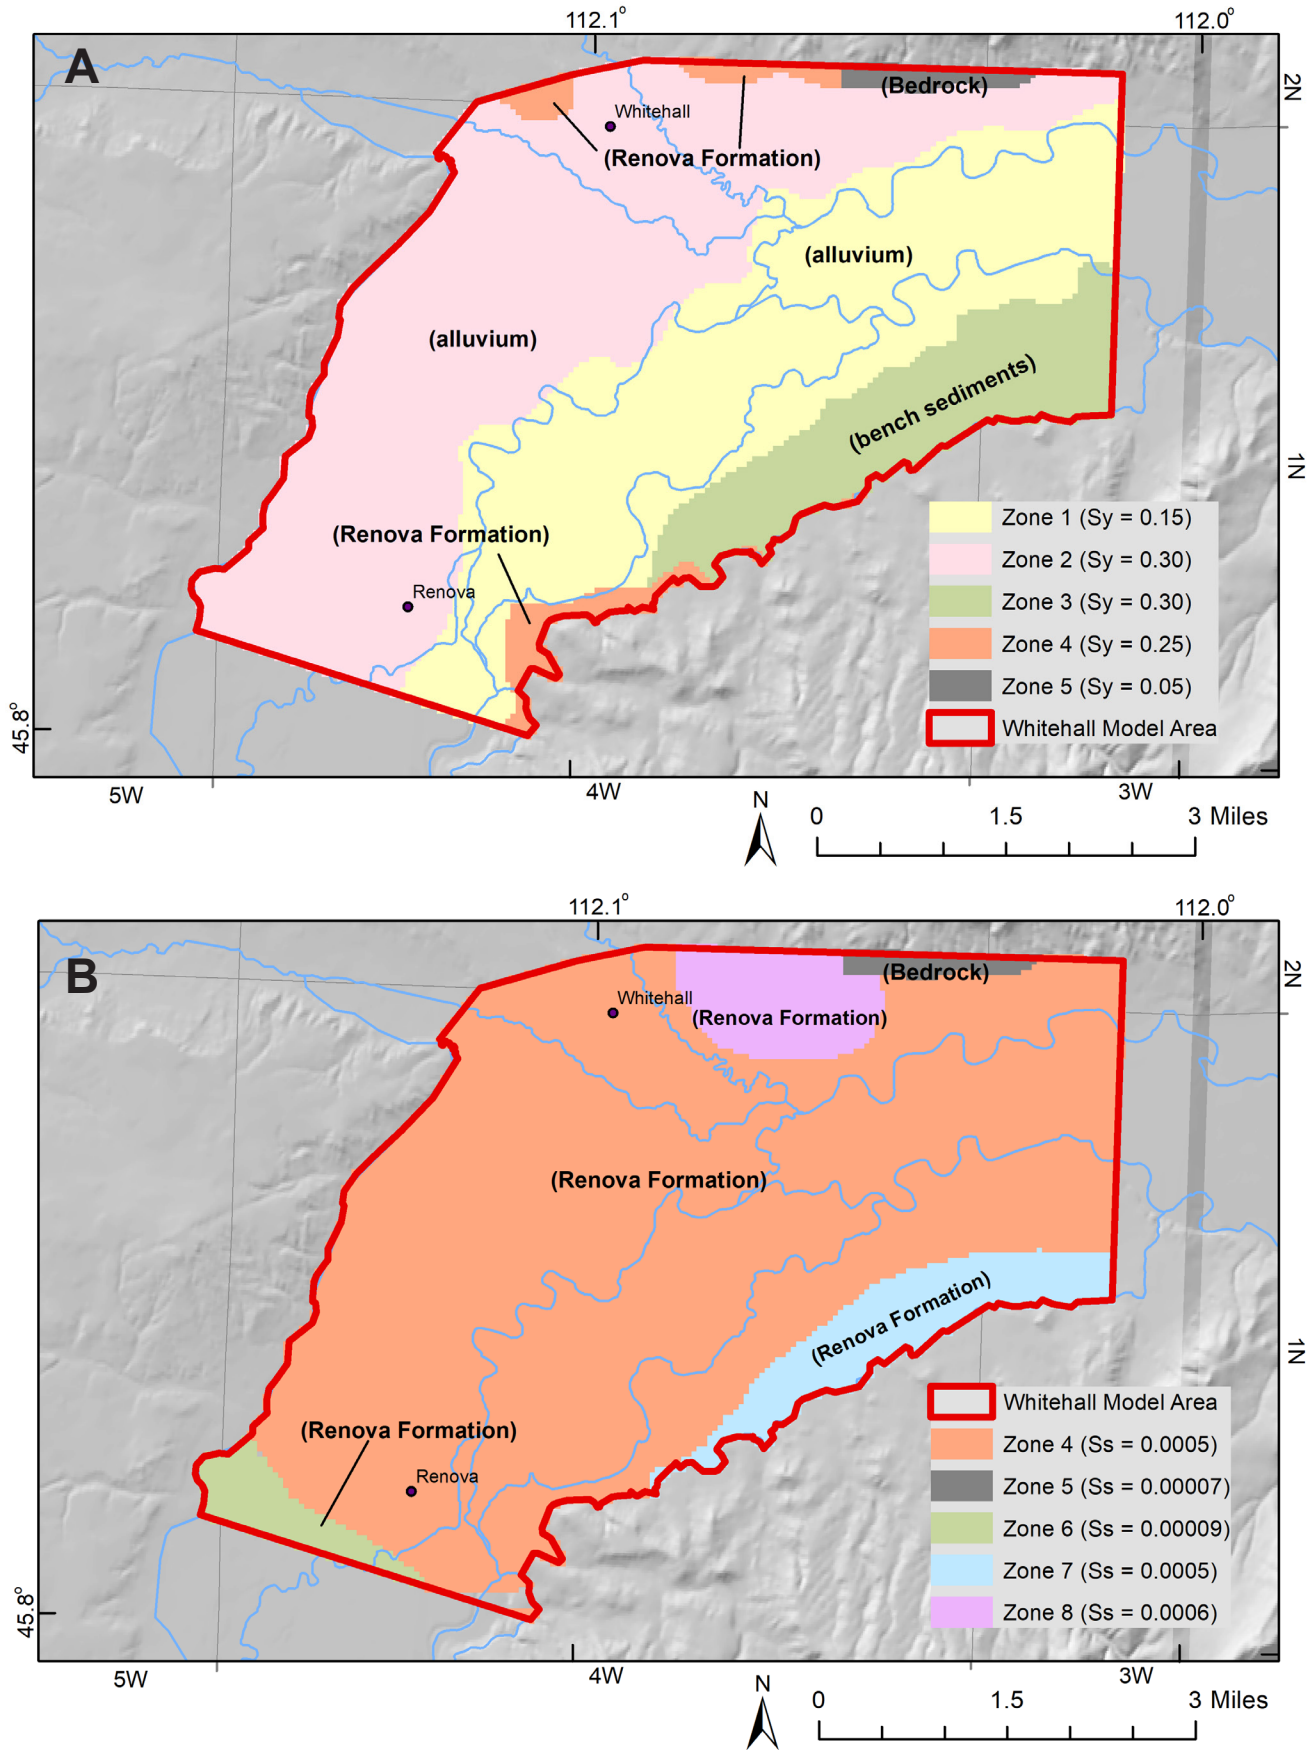 112.1° 112.0°
A
(Bedrock)
2N
Whitehall
(Renova Formation)
(alluvium)
(alluvium)
(bench sediments)
1N
(Renova Formation)
Renova
Zone 1 (Sy = 0.15)
Zone 2 (Sy = 0.30)
Zone 3 (Sy = 0.30)
Zone 4 (Sy = 0.25)
Zone 5 (Sy = 0.05)
Whitehall Model Area
45.8°
5W 4W 3W
N
0 1.5 3 Miles
112.1° 112.0°
B
(Bedrock)
2N
Whitehall
(Renova Formation)
(Renova Formation)
(Renova Formation)
1N
(Renova Formation)
Renova
Whitehall Model Area
Zone 4 (Ss = 0.0005)
Zone 5 (Ss = 0.00007)
Zone 6 (Ss = 0.00009)
Zone 7 (Ss = 0.0005)
Zone 8 (Ss = 0.0006)
45.8°
5W 4W 3W
N
0 1.5 3 Miles